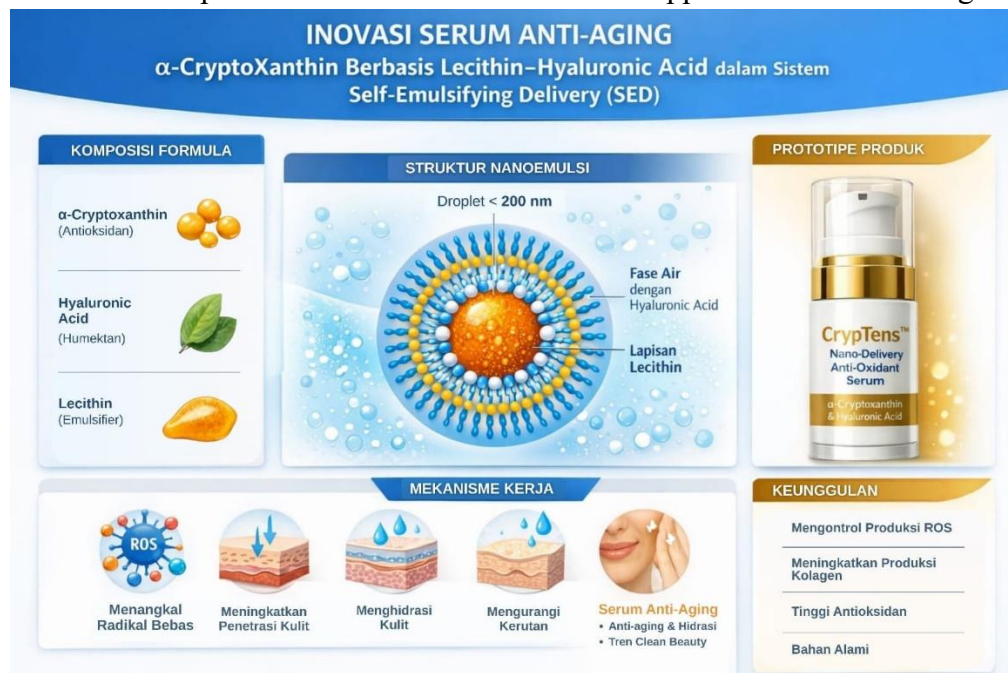 INOVASI SERUM ANTI-AGING
α-CryptoXanthin Berbasis Lecithin–Hyaluronic Acid dalam Sistem
Self-Emulsifying Delivery (SED)
KOMPOSISI FORMULA
α-Cryptoxanthin
(Antioksidan)
Hyaluronic
Acid
(Humektan)
Lecithin
(Emulsifier)
STRUKTUR NANOEMULSI
Droplet < 200 nm
Fase Air
dengan
Hyaluronic Acid
Lapisan
Lecithin
PROTOTIPE PRODUK
CrypTens™
Nano-Delivery
Anti-Oxidant
Serum
α-Cryptoxanthin
& Hyaluronic Acid
MEKANISME KERJA
ROS
Menangkal
Radikal Bebas
Meningkatkan
Penetrasi Kulit
Menghidrasi
Kulit
Mengurangi
Kerutan
Serum Anti-Aging
• Anti-aging & Hidrasi
• Tren Clean Beauty
KEUNGGULAN
Mengontrol Produksi ROS
Meningkatkan Produksi
Kolagen
Tinggi Antioksidan
Bahan Alami